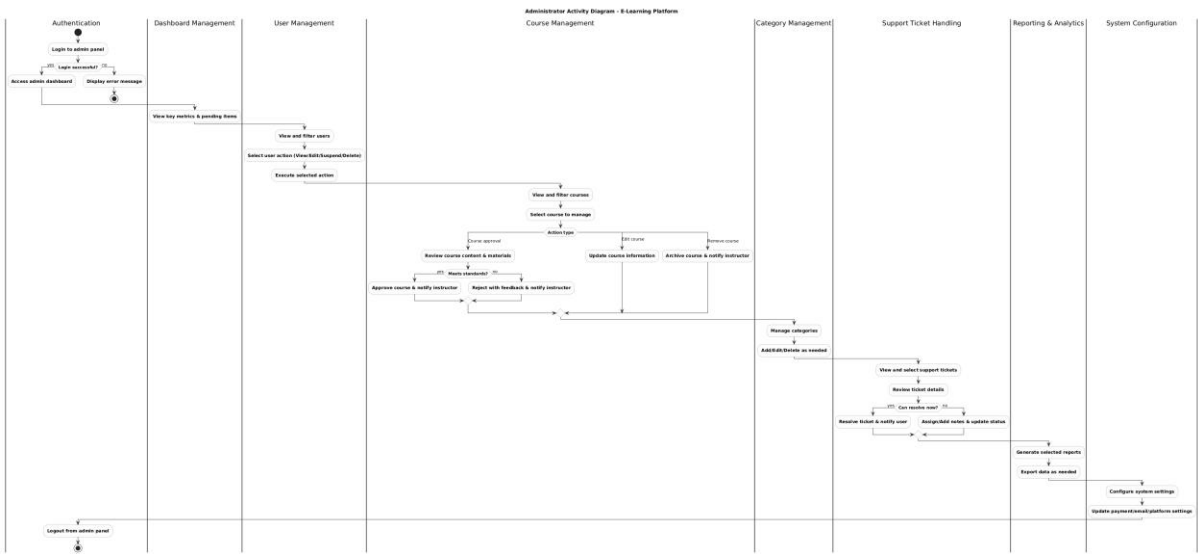 Administrator Activity Diagram - E-Learning Platform
Authentication
Dashboard Management
User Management
Course Management
Category Management
Support Ticket Handling
Reporting & Analytics
System Configuration
Login to admin panel
yes
Login successful?
no
Access admin dashboard
Display error message
View key metrics & pending items
View and filter users
Select user action (View/Edit/Suspend/Delete)
Execute selected action
View and filter courses
Select course to manage
Action type
Course approval
Edit course
Remove course
Review course content & materials
Update course information
Archive course & notify instructor
yes
Meets standards?
no
Approve course & notify instructor
Reject with feedback & notify instructor
Manage categories
Add/Edit/Delete as needed
View and select support tickets
Review ticket details
yes
Can resolve now?
no
Resolve ticket & notify user
Assign/Add notes & update status
Generate selected reports
Export data as needed
Configure system settings
Update payment/email/platform settings
Logout from admin panel